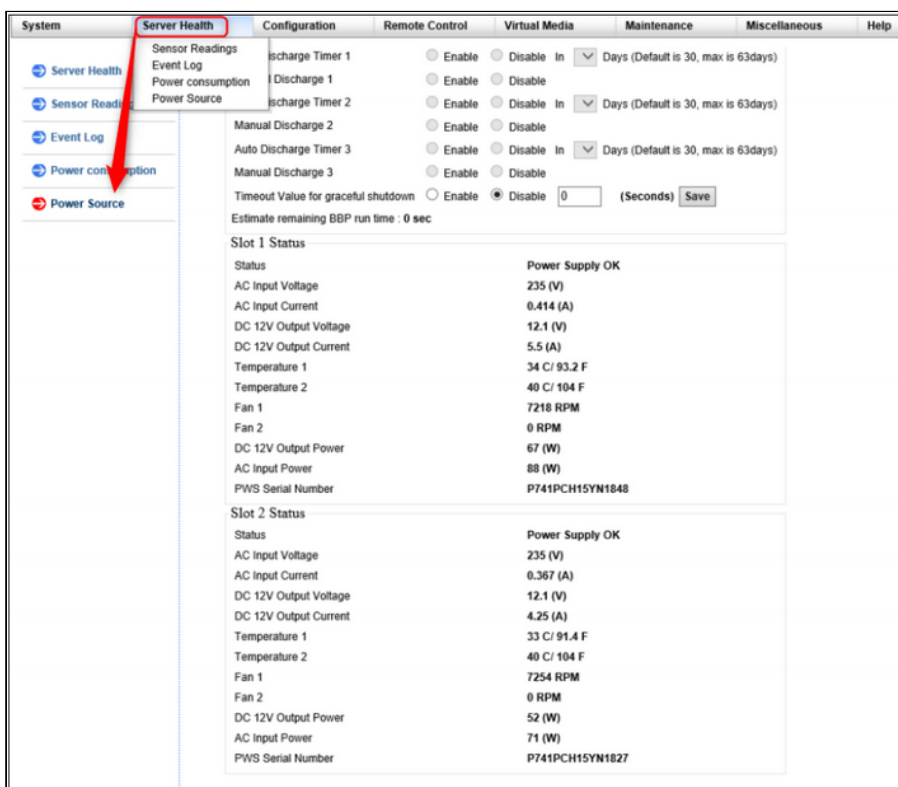 System Server Health Configuration Remote Control Virtual Media Maintenance Miscellaneous Help
Sensor Readings
Event Log
Power consumption
Power Source
Server Health
Sensor
Event Log
Power
Power Source
Discharge Timer 1 Enable Disable In Days (Default is 30, max is 63days)
Discharge 1 Enable Disable
Discharge Timer 2 Enable Disable In Days (Default is 30, max is 63days)
Manual Discharge 2 Enable Disable
Auto Discharge Timer 3 Enable Disable In Days (Default is 30, max is 63days)
Manual Discharge 3 Enable Disable
Timeout Value for graceful shutdown Enable Disable 0 (Seconds) Save
Estimate remaining BBP run time : 0 sec
Slot 1 Status
Status Power Supply OK
AC Input Voltage 235 (V)
AC Input Current 0.414 (A)
DC 12V Output Voltage 12.1 (V)
DC 12V Output Current 5.5 (A)
Temperature 1 34 C/ 93.2 F
Temperature 2 40 C/ 104 F
Fan 1 7218 RPM
Fan 2 0 RPM
DC 12V Output Power 67 (W)
AC Input Power 88 (W)
PWS Serial Number P741PCH15YN1848
Slot 2 Status
Status Power Supply OK
AC Input Voltage 235 (V)
AC Input Current 0.367 (A)
DC 12V Output Voltage 12.1 (V)
DC 12V Output Current 4.25 (A)
Temperature 1 33 C/ 91.4 F
Temperature 2 40 C/ 104 F
Fan 1 7254 RPM
Fan 2 0 RPM
DC 12V Output Power 52 (W)
AC Input Power 71 (W)
PWS Serial Number P741PCH15YN1827